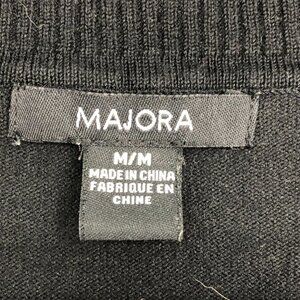 MAJORA
M/M
MADE IN CHINA
FABRIQUE EN
CHINE